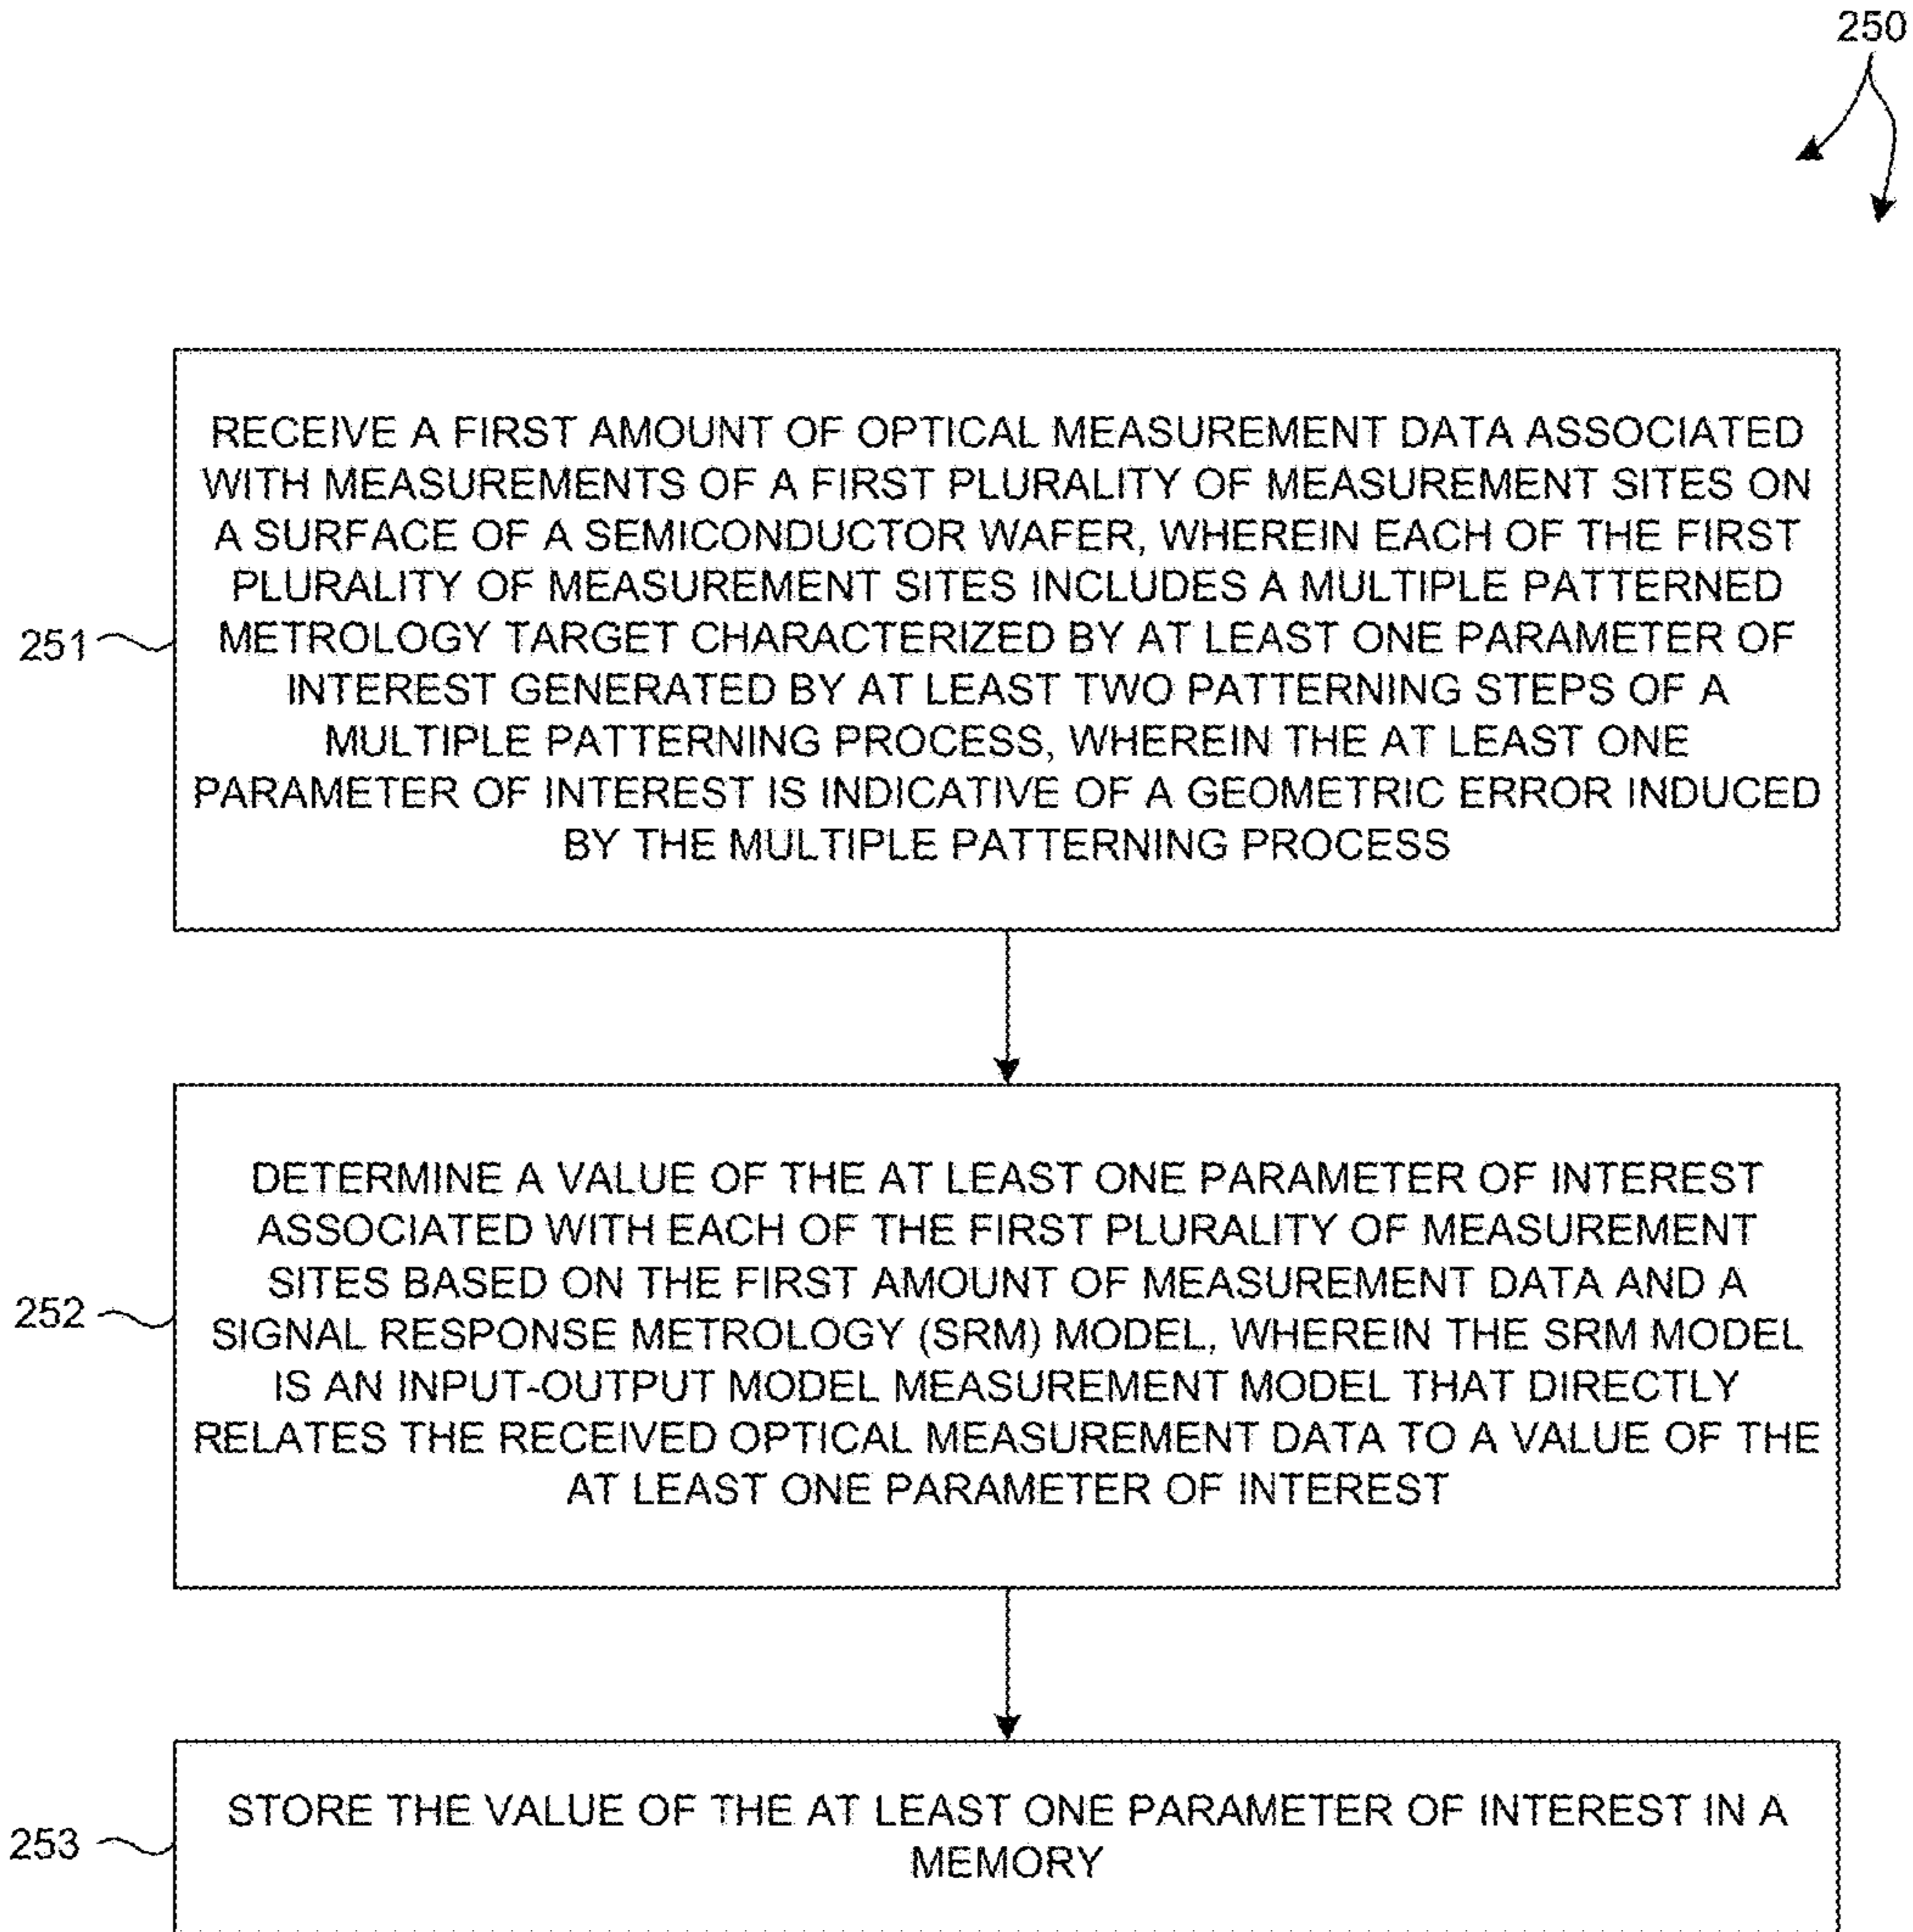 250
RECEIVE A FIRST AMOUNT OF OPTICAL MEASUREMENT DATA ASSOCIATED
WITH MEASUREMENTS OF A FIRST PLURALITY OF MEASUREMENT SITES ON
A SURFACE OF A SEMICONDUCTOR WAFER, WHEREIN EACH OF THE FIRST
PLURALITY OF MEASUREMENT SITES INCLUDES A MULTIPLE PATTERNED
METROLOGY TARGET CHARACTERIZED BY AT LEAST ONE PARAMETER OF
INTEREST GENERATED BY AT LEAST TWO PATTERNING STEPS OF A
MULTIPLE PATTERNING PROCESS, WHEREIN THE AT LEAST ONE
PARAMETER OF INTEREST IS INDICATIVE OF A GEOMETRIC ERROR INDUCED
BY THE MULTIPLE PATTERNING PROCESS
251
DETERMINE A VALUE OF THE AT LEAST ONE PARAMETER OF INTEREST
ASSOCIATED WITH EACH OF THE FIRST PLURALITY OF MEASUREMENT
SITES BASED ON THE FIRST AMOUNT OF MEASUREMENT DATA AND A
SIGNAL RESPONSE METROLOGY (SRM) MODEL, WHEREIN THE SRM MODEL
IS AN INPUT-OUTPUT MODEL MEASUREMENT MODEL THAT DIRECTLY
RELATES THE RECEIVED OPTICAL MEASUREMENT DATA TO A VALUE OF THE
AT LEAST ONE PARAMETER OF INTEREST
252
STORE THE VALUE OF THE AT LEAST ONE PARAMETER OF INTEREST IN A
MEMORY
253